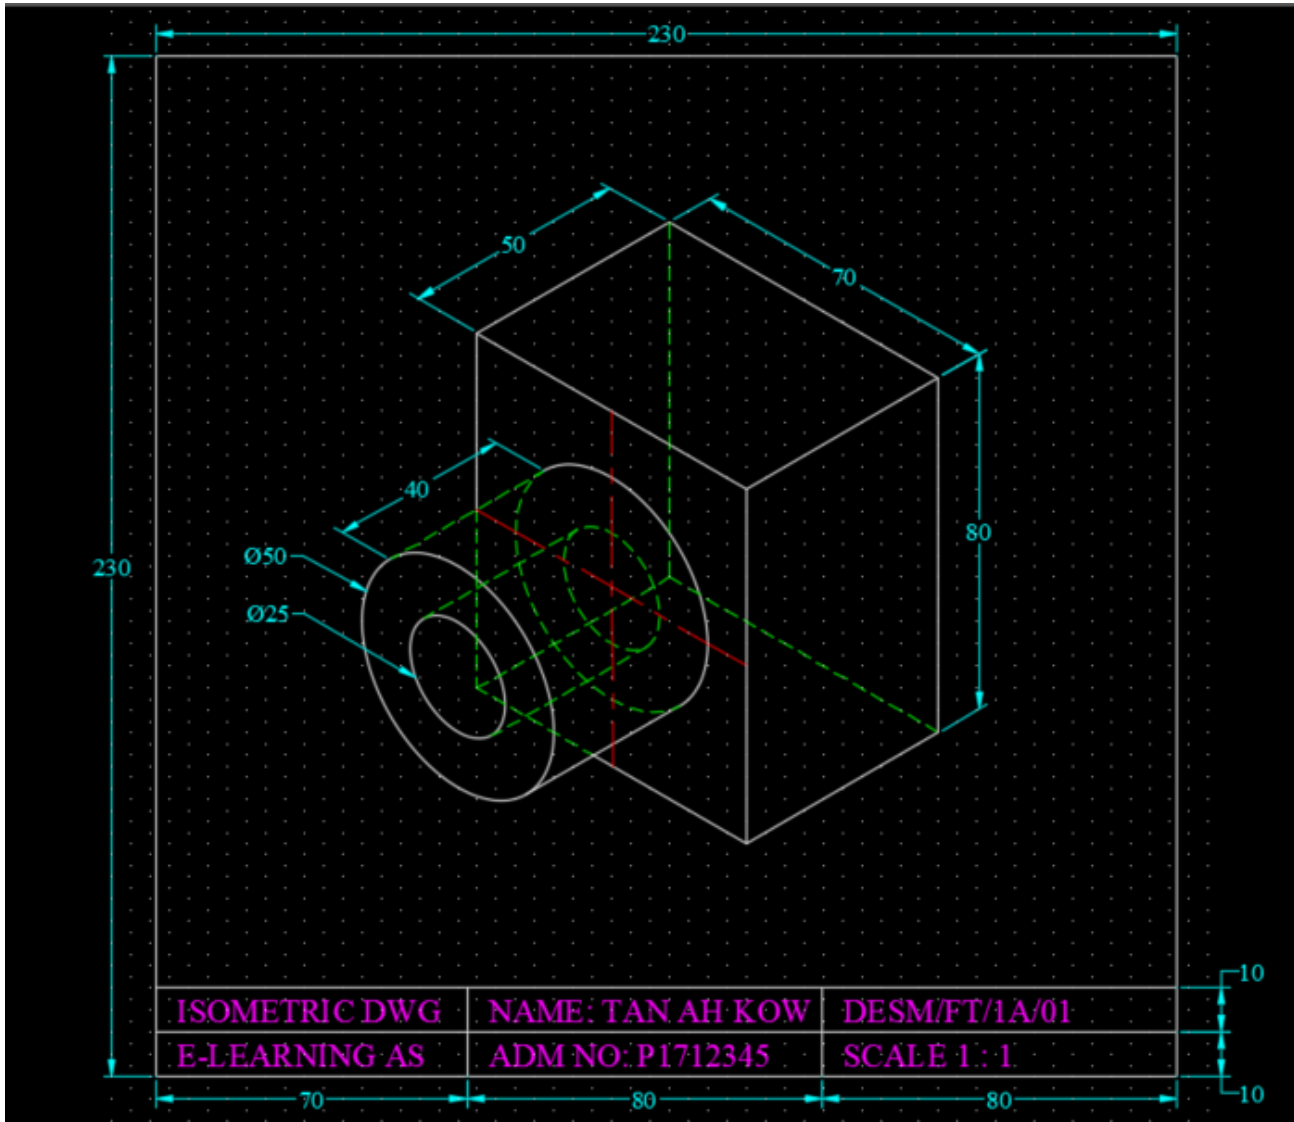 230
50
70
40
80
Ø50
230
Ø25
10
ISOMETRIC DWG NAME: TAN AH KOW DESM/FT/1A/01
E-LEARNING AS ADM NO: P1712345 SCALE 1 : 1
10
70 80 80